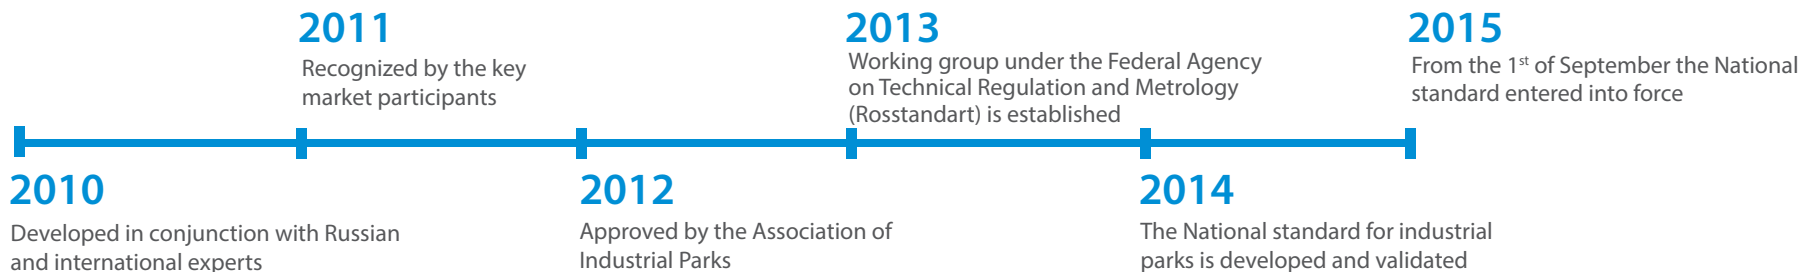 2011
Recognized by the key
market participants
2013
Working group under the Federal Agency
on Technical Regulation and Metrology
(Rosstandart) is established
2015
From the 1st of September the National
standard entered into force
2010
Developed in conjunction with Russian
and international experts
2012
Approved by the Association of
Industrial Parks
2014
The National standard for industrial
parks is developed and validated